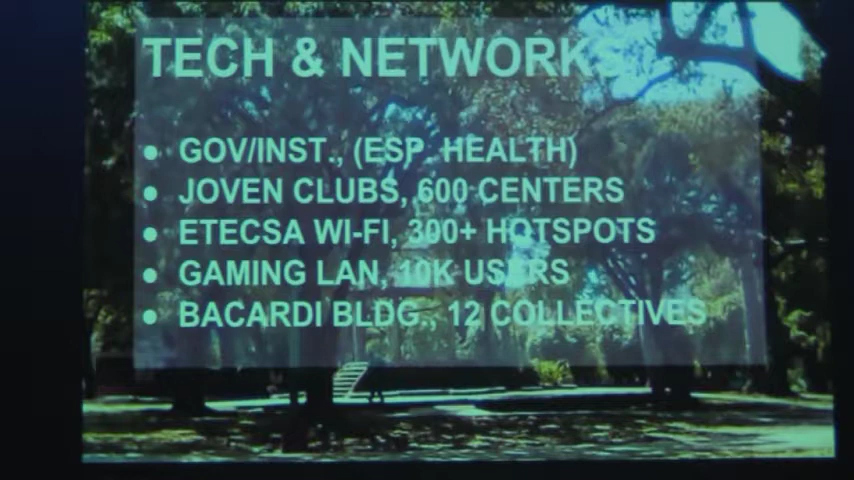 TECH & NETWORKS
• GOV/INST., (ESP. HEALTH)
• JOVEN CLUBS, 600 CENTERS
• ETECSA WI-FI, 300+ HOTSPOTS
• GAMING LAN, 10K USERS
• BACARDI BLDG., 12 COLLECTIVES